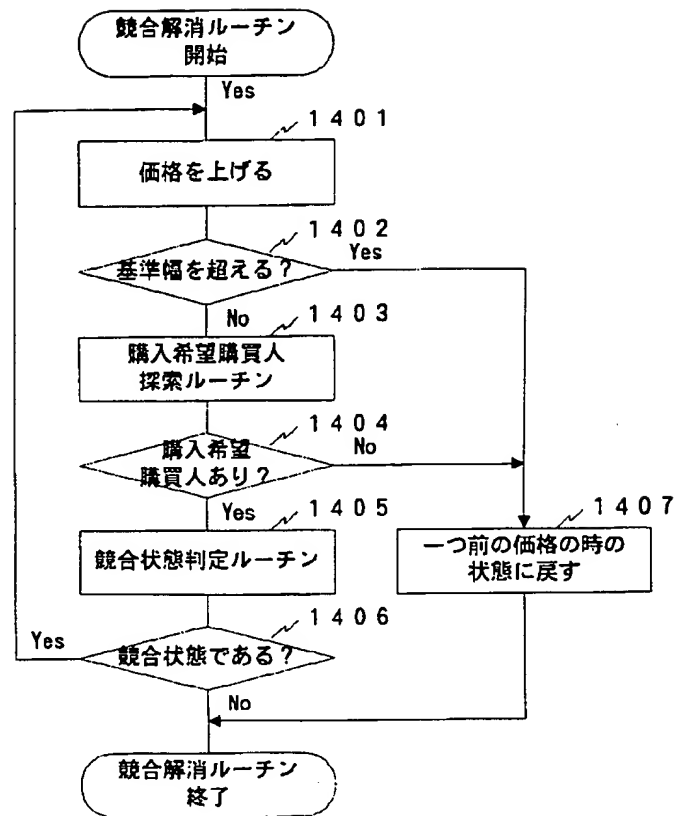 競合解消ルーチン
開始
Yes
1401
価格を上げる
1402
基準幅を超える?
Yes
No
1403
購入希望購買人
探索ルーチン
1404
購入希望
購買人あり?
No
Yes
1405
競合状態判定ルーチン
1407
一つ前の価格の時の
状態に戻す
1406
競合状態である?
Yes
No
競合解消ルーチン
終了